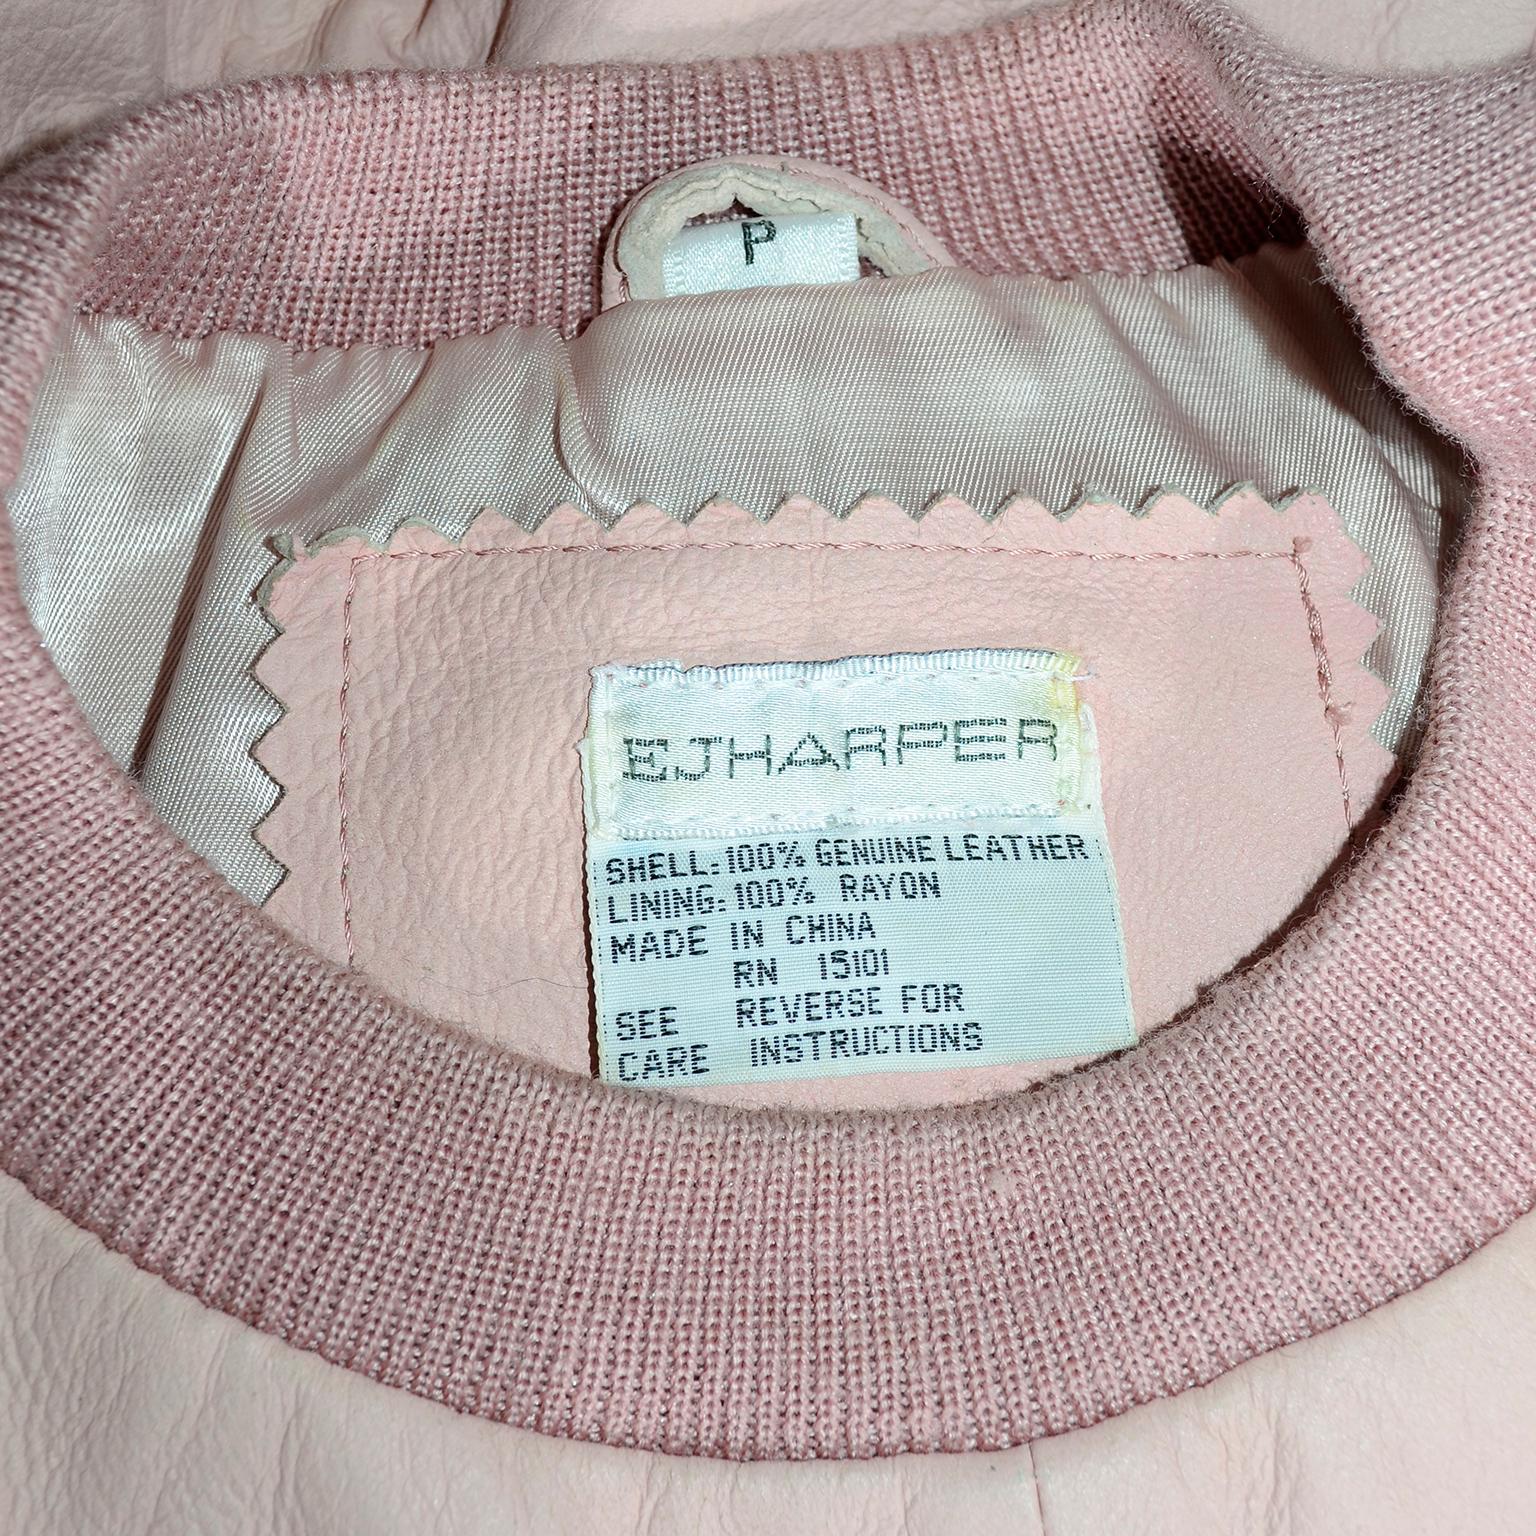 P
EJHARPER
SHELL: 100% GENUINE LEATHER
LINING: 100% RAYON
MADE IN CHINA
RN 15101
SEE REVERSE FOR
CARE INSTRUCTIONS